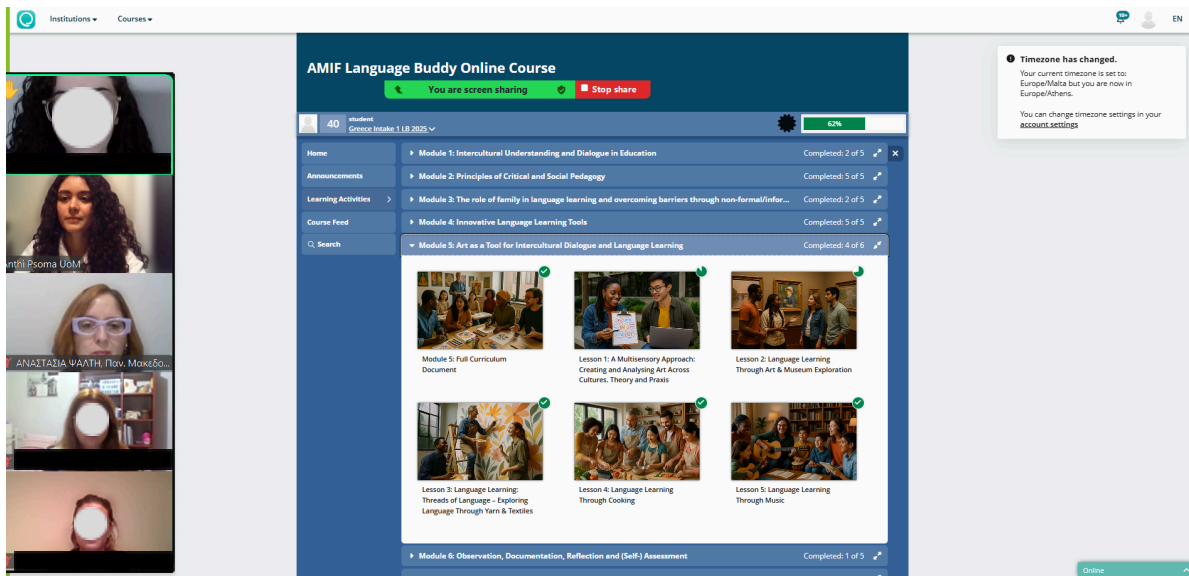 Institutions
Courses
10+
EN
AMIF Language Buddy Online Course
You are screen sharing
Stop share
Timezone has changed.
Your current timezone is set to:
Europe/Malta but you are now in
Europe/Athens.
You can change timezone settings in your
account settings
40
student
Greece Intake 1 LB 2025
62%
Home
Announcements
Learning Activities
Course Feed
Search
Module 1: Intercultural Understanding and Dialogue in Education
Completed: 2 of 5
Module 2: Principles of Critical and Social Pedagogy
Completed: 5 of 5
Module 3: The role of family in language learning and overcoming barriers through non-formal/infor...
Completed: 2 of 5
Module 4: Innovative Language Learning Tools
Completed: 5 of 5
Module 5: Art as a Tool for Intercultural Dialogue and Language Learning
Completed: 4 of 6
Module 5: Full Curriculum
Document
Lesson 1: A Multisensory Approach:
Creating and Analysing Art Across
Cultures. Theory and Praxis
Lesson 2: Language Learning
Through Art & Museum Exploration
Lesson 3: Language Learning:
Threads of Language – Exploring
Language Through Yarn & Textiles
Lesson 4: Language Learning
Through Cooking
Lesson 5: Language Learning
Through Music
Module 6: Observation, Documentation, Reflection and (Self-) Assessment
Completed: 1 of 5
Online
nthi Psoma UoM
ΑΝΑΣΤΑΣΙΑ ΨΑΛΤΗ, Παν. Μακεδο...